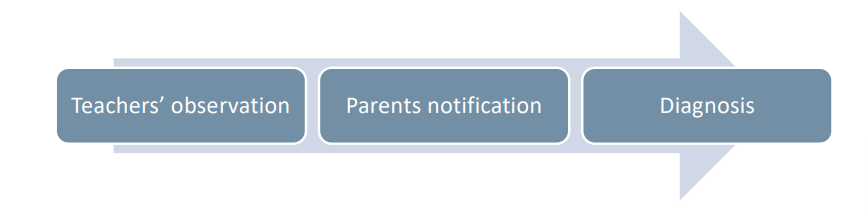 Teachers’ observation
Parents notification
Diagnosis